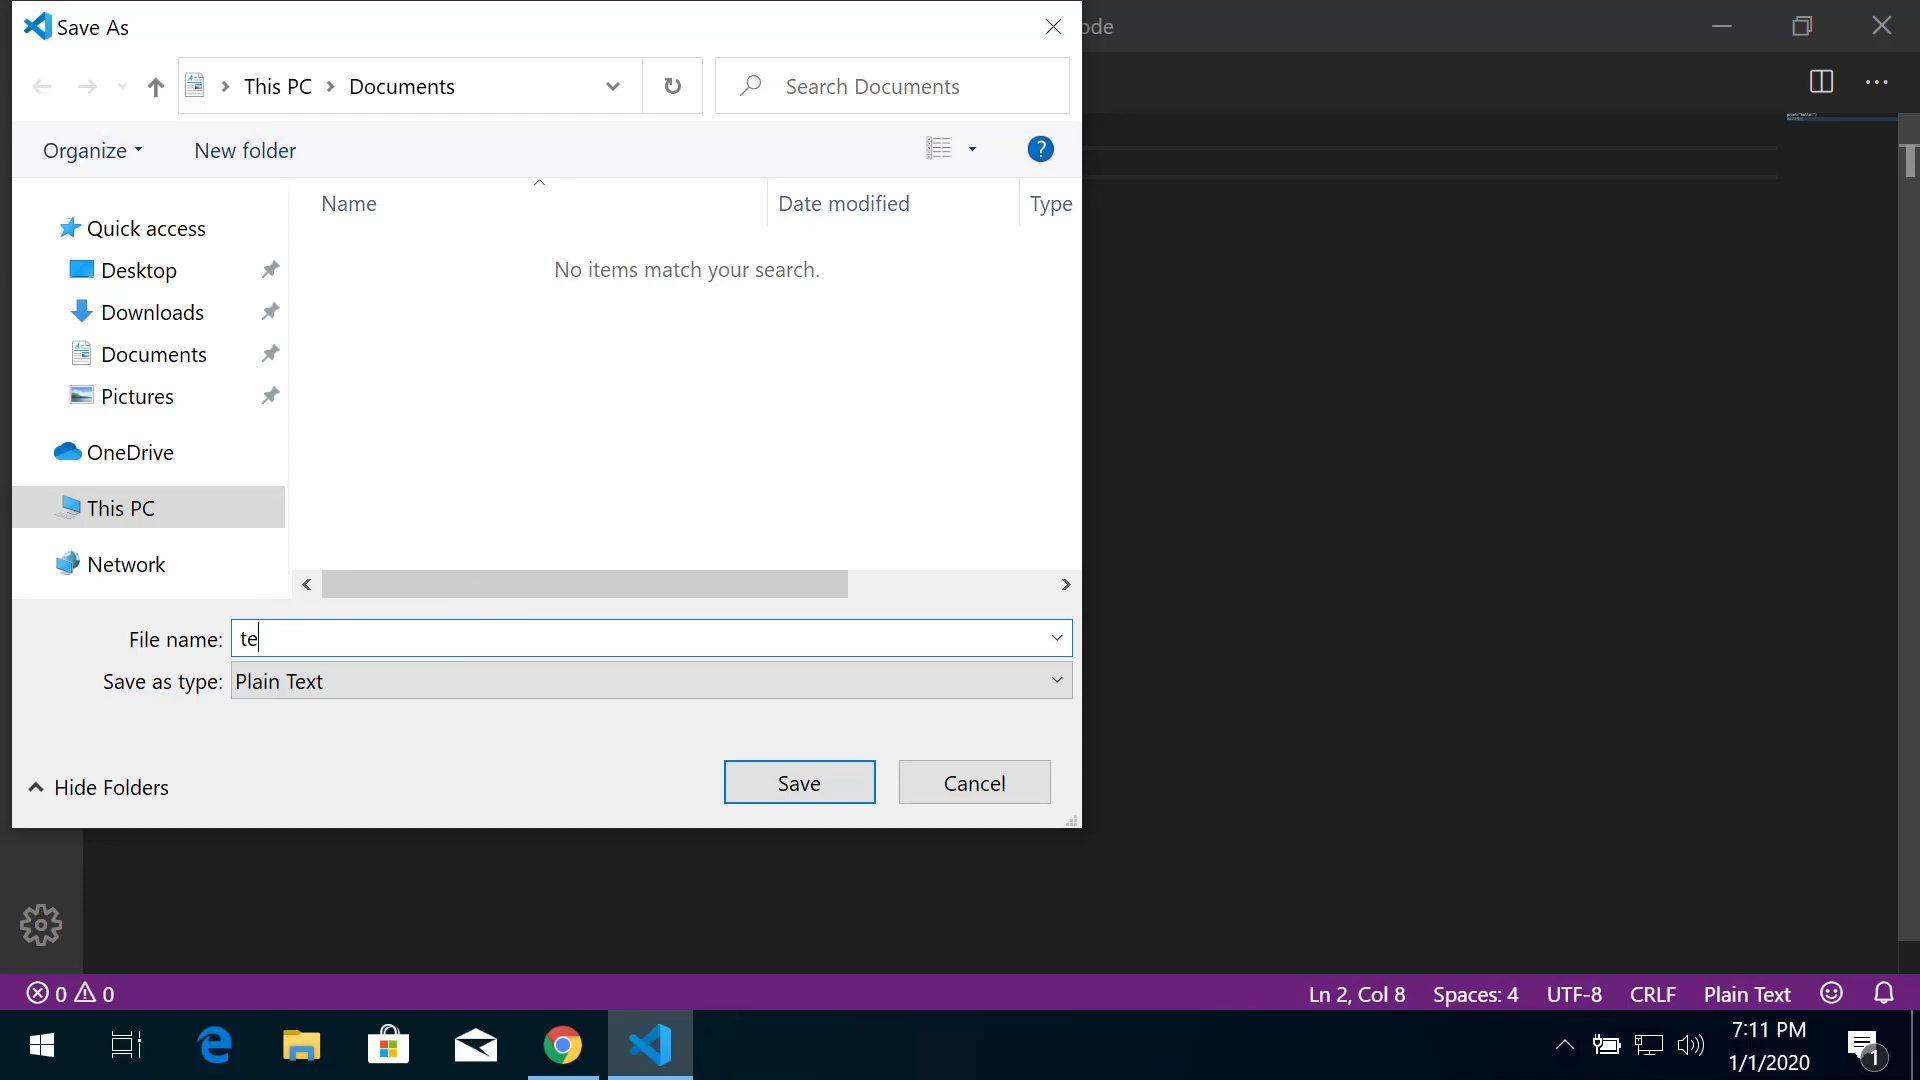 Save As
ode
This PC > Documents
Search Documents
Organize
New folder
?
Name
Date modified
Type
Quick access
No items match your search.
Desktop
Downloads
Documents
Pictures
OneDrive
This PC
Network
File name: te
Save as type: Plain Text
Save
Cancel
Hide Folders
0 0
Ln 2, Col 8
Spaces: 4
UTF-8
CRLF
Plain Text
7:11 PM
1/1/2020
1